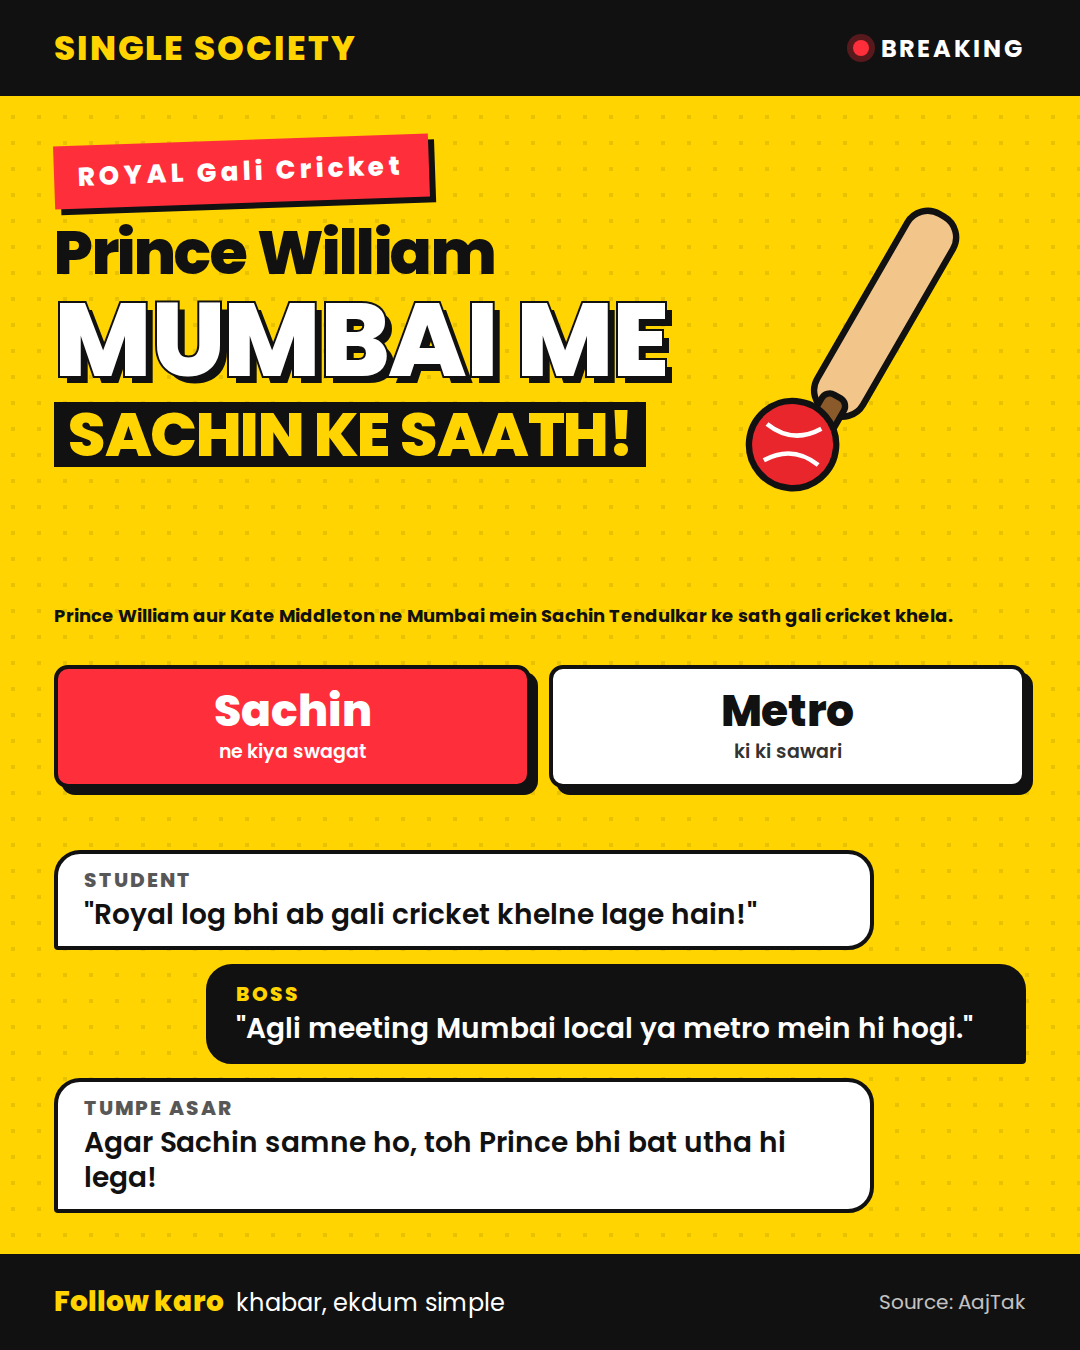 SINGLE SOCIETY
BREAKING
ROYAL Gali Cricket
Prince William
MUMBAI ME
SACHIN KE SAATH!
Prince William aur Kate Middleton ne Mumbai mein Sachin Tendulkar ke sath gali cricket khela.
Sachin
ne kiya swagat
Metro
ki ki sawari
STUDENT
"Royal log bhi ab gali cricket khelne lage hain!"
BOSS
"Agli meeting Mumbai local ya metro mein hi hogi."
TUMPE ASAR
Agar Sachin samne ho, toh Prince bhi bat utha hi
lega!
Follow karo khabar, ekdum simple
Source: AajTak